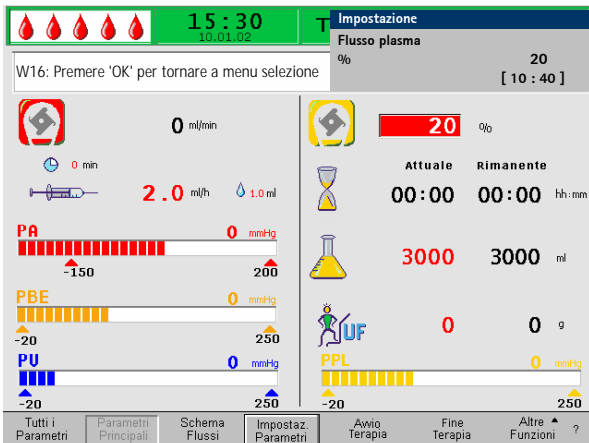 15:30
10.01.02
T
Impostazione
Flusso plasma
% 20
[ 10 : 40 ]
W16: Premere 'OK' per tornare a menu selezione
0 ml/min
0 min
2.0 ml/h 1.0 ml
PA 0 mmHg
-150 200
PBE 0 mmHg
-20 250
PV 0 mmHg
-20 250
20 %
Attuale Rimanente
00:00 00:00 hh:mm
3000 3000 ml
UF 0 0 g
PPL 0 mmHg
-20 250
Tutti i Parametri
Parametri Principali
Schema Flussi
Impostaz. Parametri
Avvio Terapia
Fine Terapia
Altre Funzioni
?